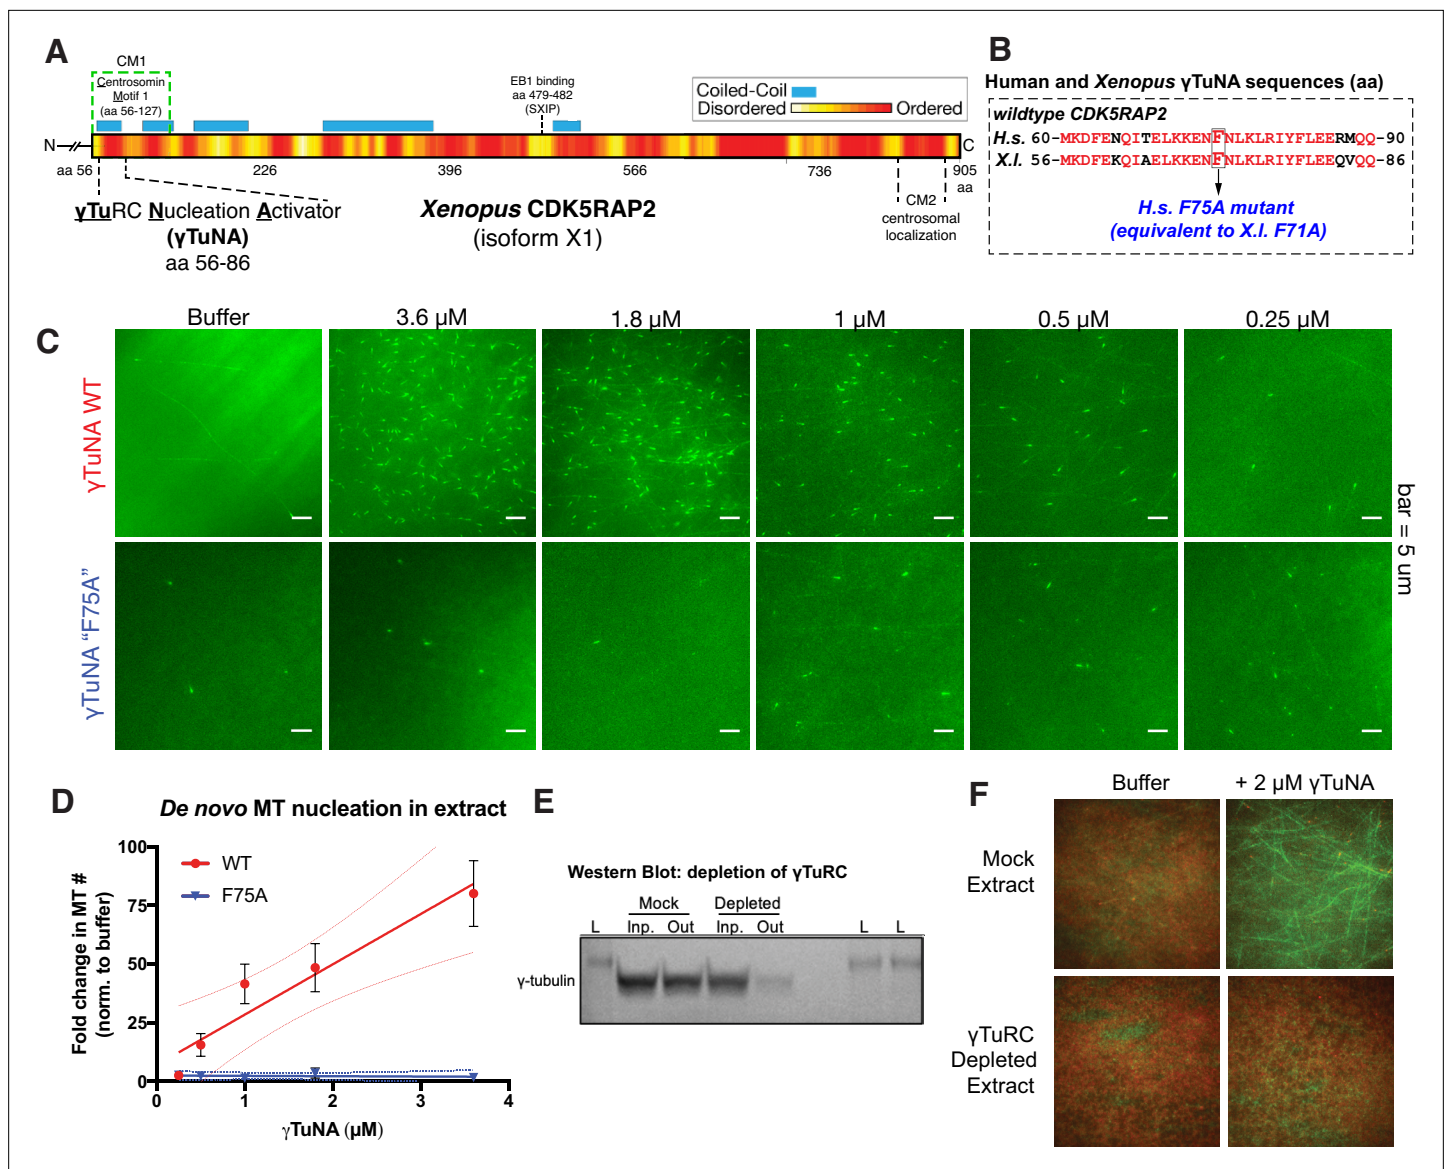 A
CM1
Centrosomin
Motif 1
(aa 56-127)
EB1 binding
aa 479-482
(SXIP)
Coiled-Coil
Disordered
Ordered
N
C
aa 56
226
396
566
736
905
aa
γTuRC Nucleation Activator
(γTuNA)
aa 56-86
Xenopus CDK5RAP2
(isoform X1)
CM2
centrosomal
localization
B
Human and Xenopus γTuNA sequences (aa)
wildtype CDK5RAP2
H.s. 60-MKDFENQITELKKENFNLKLRIYFLEERMQQ-90
X.l. 56-MKDFEKQIAELKKENFNLKLRIYFLEEQVQQ-86
H.s. F75A mutant
(equivalent to X.l. F71A)
C
Buffer
3.6 μM
1.8 μM
1 μM
0.5 μM
0.25 μM
γTuNA WT
γTuNA “F75A”
bar = 5 um
D
De novo MT nucleation in extract
Fold change in MT #
(norm. to buffer)
100
75
50
25
0
WT
F75A
0
1
2
3
4
γTuNA (μM)
E
Western Blot: depletion of γTuRC
Mock
Depleted
L
Inp.
Out
Inp.
Out
L
L
γ-tubulin
F
Buffer
+ 2 μM γTuNA
Mock
Extract
γTuRC
Depleted
Extract